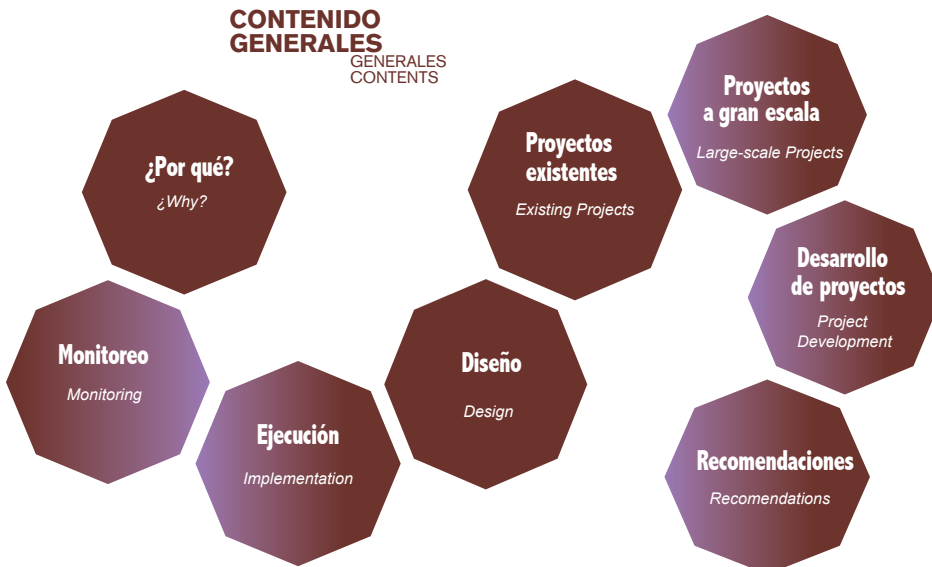 CONTENIDO
GENERALES
GENERALES
CONTENTS
¿Por qué?
¿Why?
Monitoreo
Monitoring
Ejecución
Implementation
Diseño
Design
Proyectos
existentes
Existing Projects
Proyectos
a gran escala
Large-scale Projects
Desarrollo
de proyectos
Project
Development
Recomendaciones
Recomendations